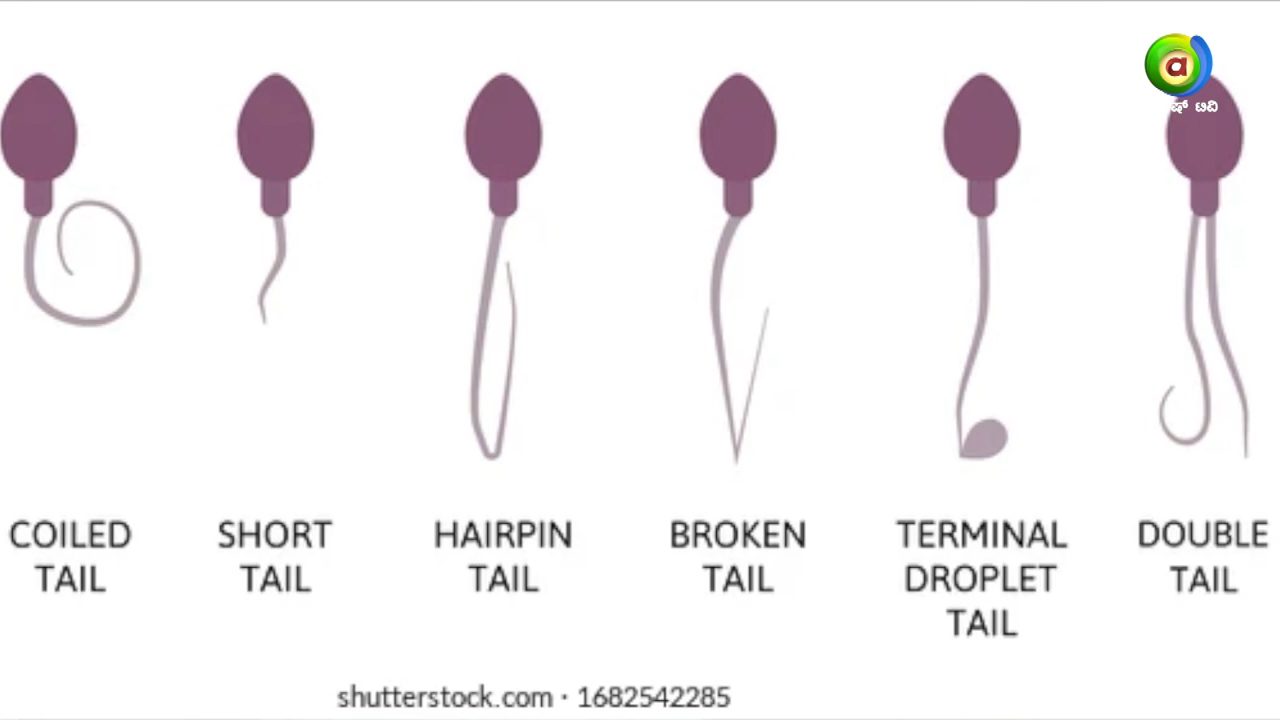 a
ಟಿವಿ
COILED TAIL
SHORT TAIL
HAIRPIN TAIL
BROKEN TAIL
TERMINAL DROPLET TAIL
DOUBLE TAIL
shutterstock.com · 1682542285